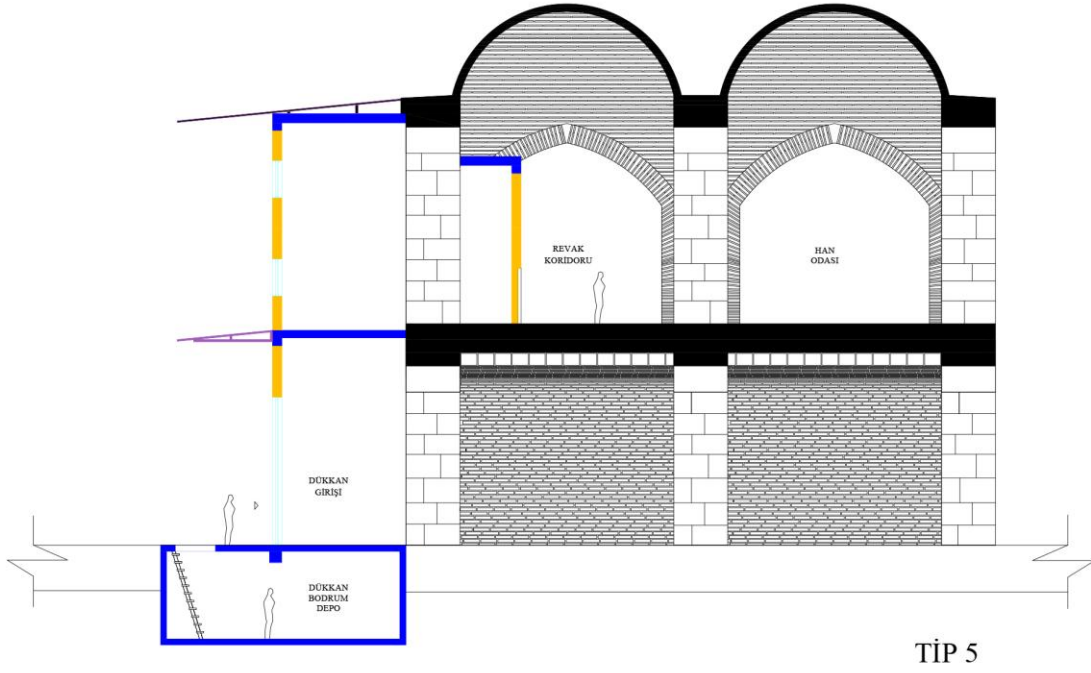 REVAK
KORİDORU
HAN
ODASI
DÜKKAN
GİRİŞİ
DÜKKAN
BODRUM
DEPO
TİP 5